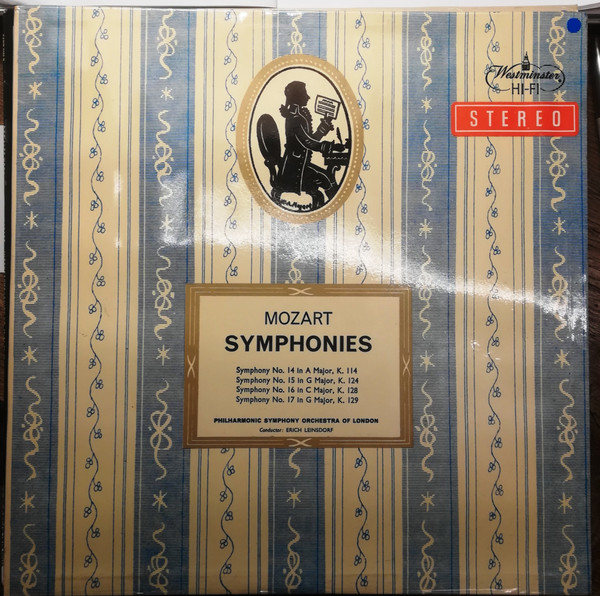 Westminster
HI-FI
STEREO
MOZART
SYMPHONIES
Symphony No. 14 in A Major, K. 114
Symphony No. 15 in G Major, K. 124
Symphony No. 16 in C Major, K. 128
Symphony No. 17 in G Major, K. 129
PHILHARMONIC SYMPHONY ORCHESTRA OF LONDON
Conductor: ERICH LEINSDORF